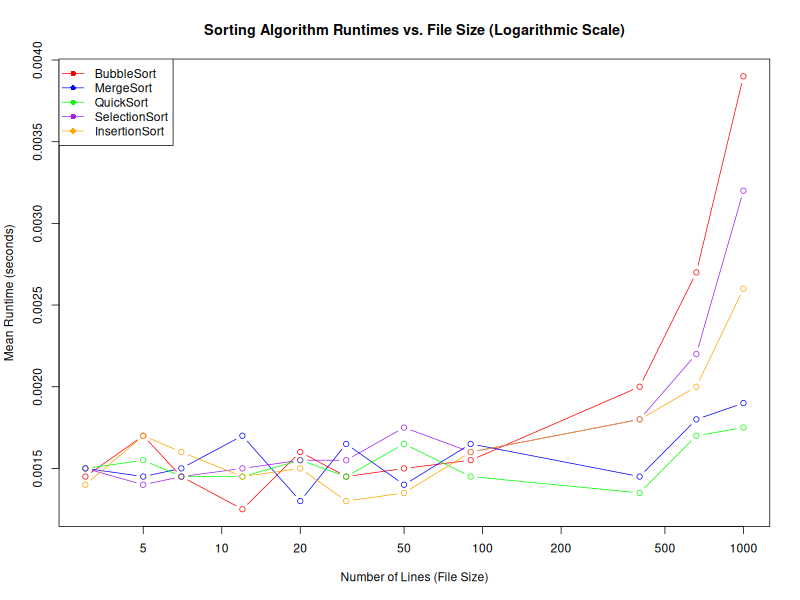 Sorting Algorithm Runtimes vs. File Size (Logarithmic Scale)
BubbleSort
MergeSort
QuickSort
SelectionSort
InsertionSort
Mean Runtime (seconds)
0.0040
0.0035
0.0030
0.0025
0.0020
0.0015
5 10 20 50 100 200 500 1000
Number of Lines (File Size)